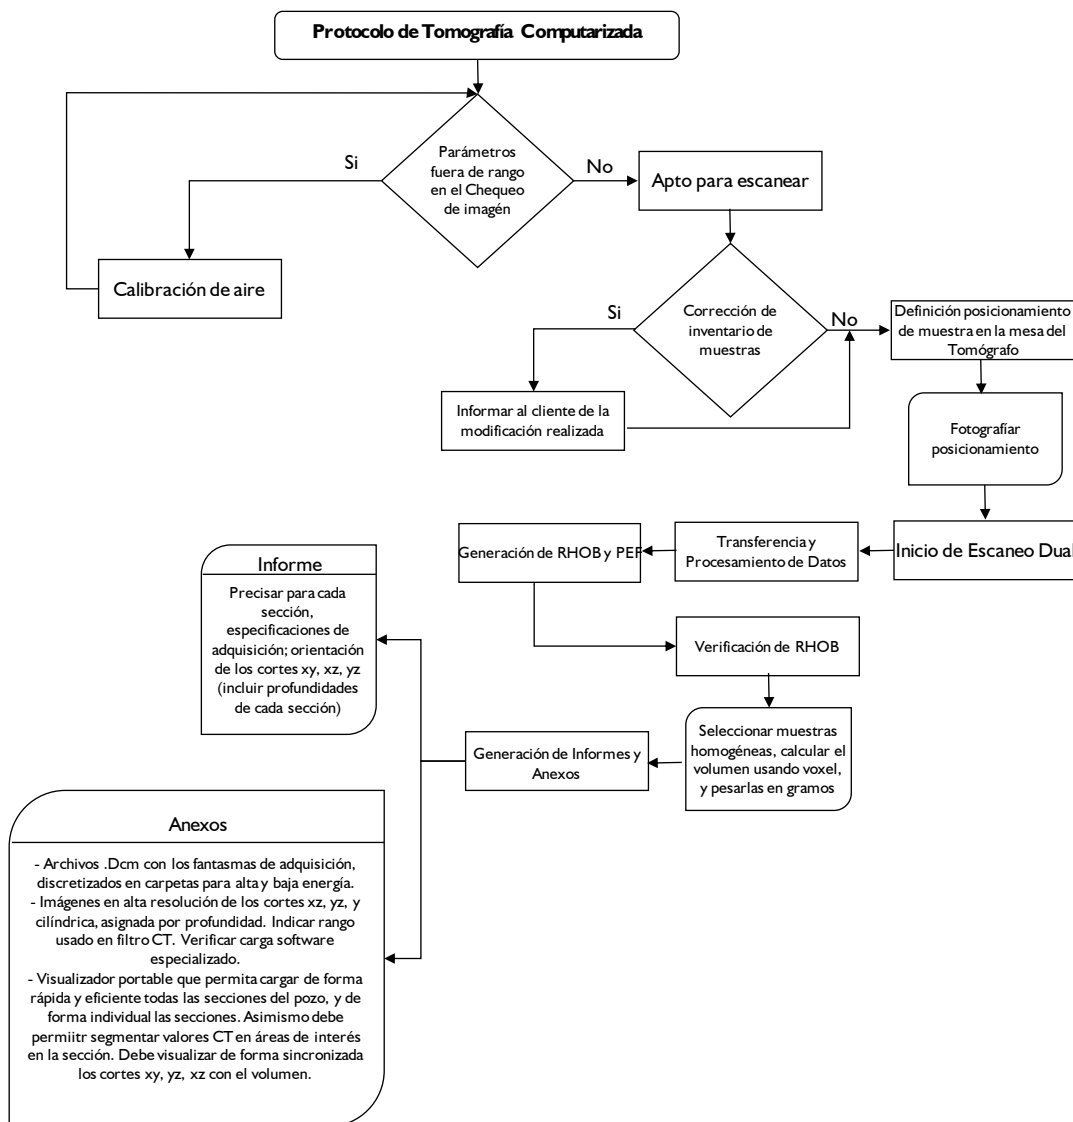 Protocolo de Tomografía Computarizada
Parámetros
fuera de rango
en el Chequeo
de imagén
Si
No
Apto para escanear
Calibración de aire
Corrección de
inventario de
muestras
Si
No
Definición posicionamiento
de muestra en la mesa del
Tomógrafo
Informar al cliente de la
modificación realizada
Fotografíar
posicionamiento
Inicio de Escaneo Dual
Transferencia y
Procesamiento de Datos
Generación de RHOB y PEF
Verificación de RHOB
Seleccionar muestras
homogéneas, calcular el
volumen usando voxel,
y pesarlas en gramos
Generación de Informes y
Anexos
Informe
Precisar para cada
sección,
especificaciones de
adquisición; orientación
de los cortes xy, xz, yz
(incluir profundidades
de cada sección)
Anexos
- Archivos .Dcm con los fantasmas de adquisición,
discretizados en carpetas para alta y baja energía.
- Imágenes en alta resolución de los cortes xz, yz, y
cilíndrica, asignada por profundidad. Indicar rango
usado en filtro CT. Verificar carga software
especializado.
- Visualizador portable que permita cargar de forma
rápida y eficiente todas las secciones del pozo, y de
forma individual las secciones. Asimismo debe
permiitr segmentar valores CT en áreas de interés
en la sección. Debe visualizar de forma sincronizada
los cortes xy, yz, xz con el volumen.